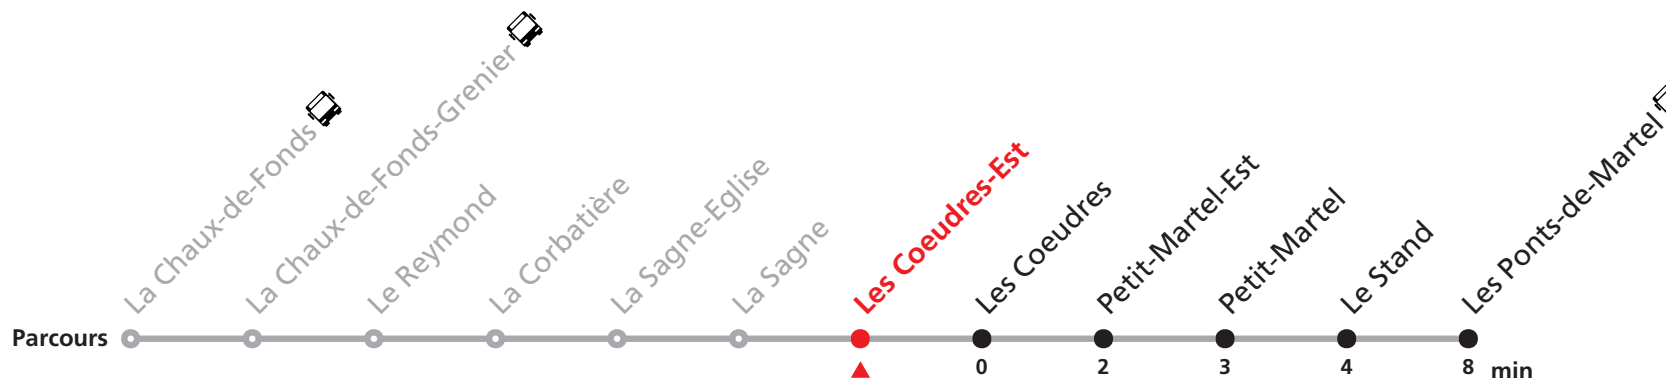 La Chaux-de-Fonds
La Chaux-de-Fonds-Grenier
Le Reymond
La Corbatière
La Sagne-Eglise
La Sagne
Les Coeudres-Est
Les Coeudres
Petit-Martel-Est
Petit-Martel
Le Stand
Les Ponts-de-Martel
Parcours
0 2 3 4 8 min